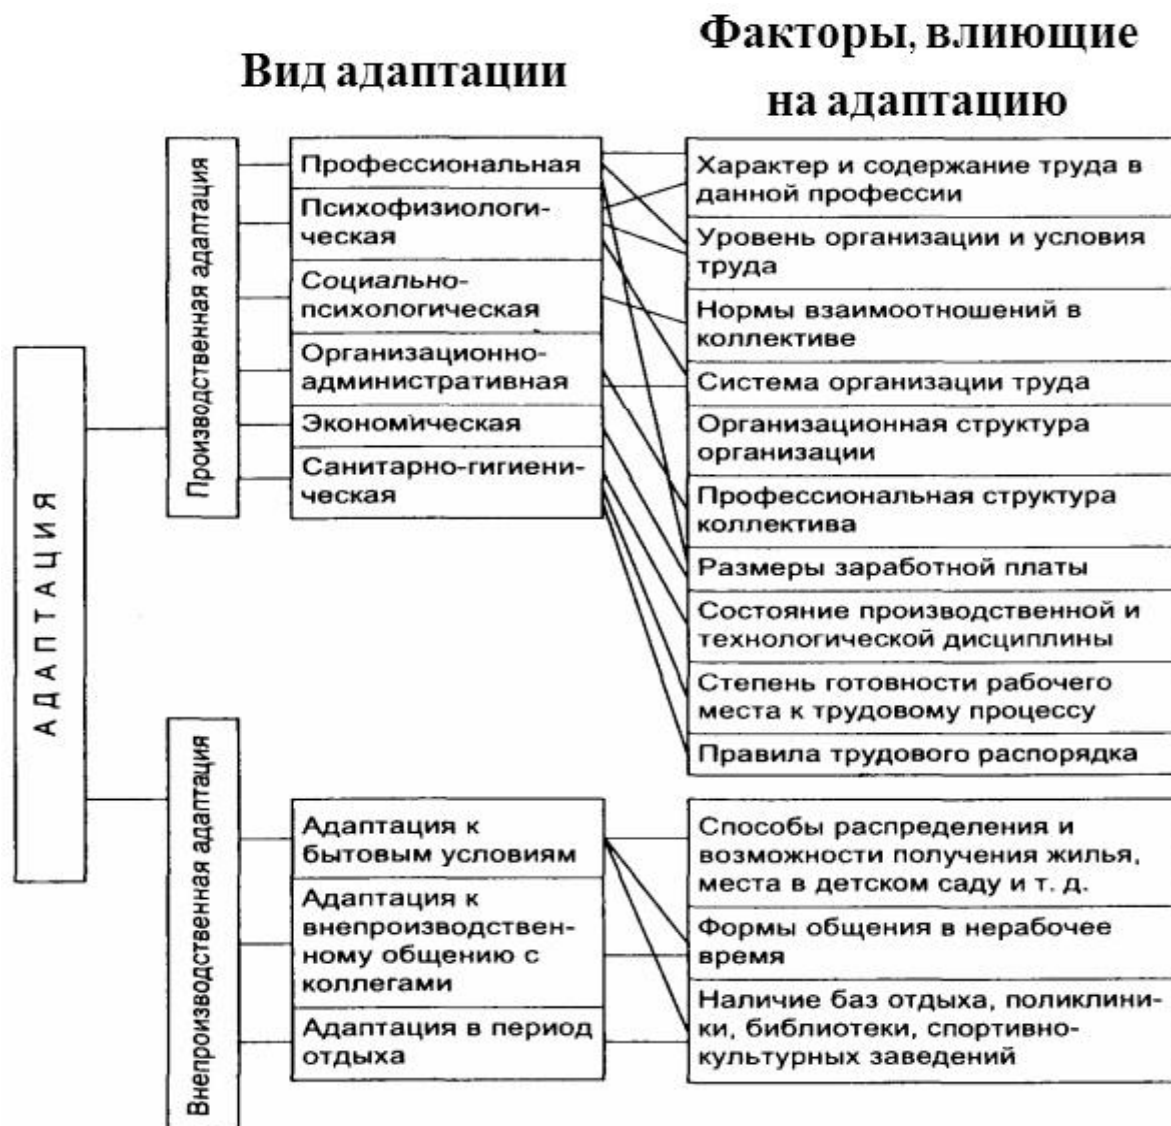 Вид адаптации
Факторы, влиющие
на адаптацию
АДАПТАЦИЯ
Производственная адаптация
Профессиональная
Психофизиологи-
ческая
Социально-
психологическая
Организационно-
административная
Экономическая
Санитарно-гигиени-
ческая
Характер и содержание труда в
данной профессии
Уровень организации и условия
труда
Нормы взаимоотношений в
коллективе
Система организации труда
Организационная структура
организации
Профессиональная структура
коллектива
Размеры заработной платы
Состояние производственной и
технологической дисциплины
Степень готовности рабочего
места к трудовому процессу
Правила трудового распорядка
Внепроизводственная адаптация
Адаптация к
бытовым условиям
Адаптация к
внепроизводствен-
ному общению с
коллегами
Адаптация в период
отдыха
Способы распределения и
возможности получения жилья,
места в детском саду и т. д.
Формы общения в нерабочее
время
Наличие баз отдыха, поликлини-
ки, библиотеки, спортивно-
культурных заведений